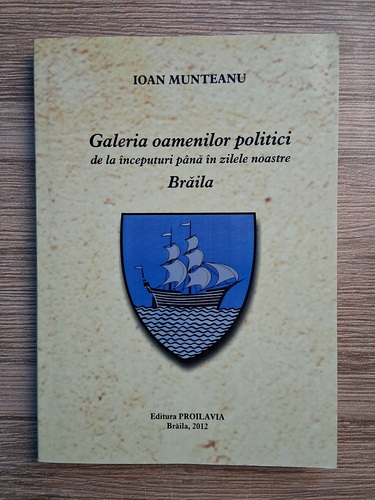 IOAN MUNTEANU
Galeria oamenilor politici
de la începuturi până în zilele noastre
Brăila
Editura PROILAVIA
Brăila, 2012